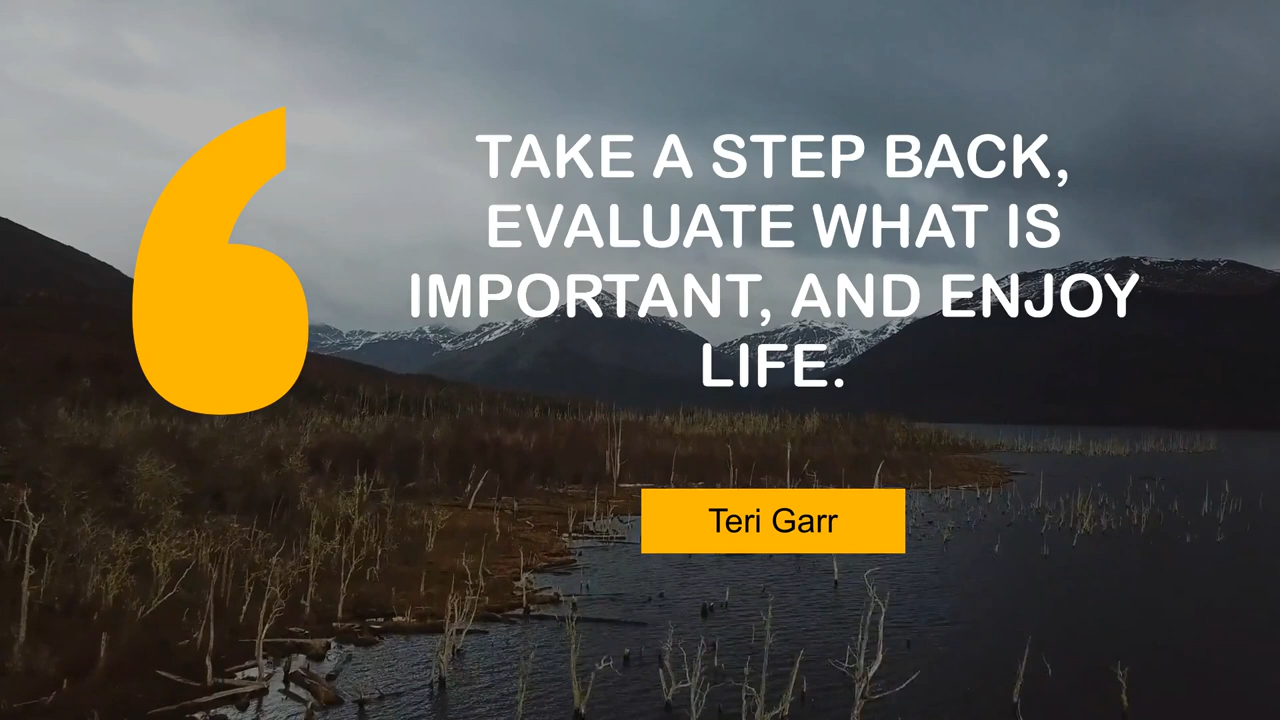 TAKE A STEP BACK,
EVALUATE WHAT IS
IMPORTANT, AND ENJOY
LIFE.
Teri Garr